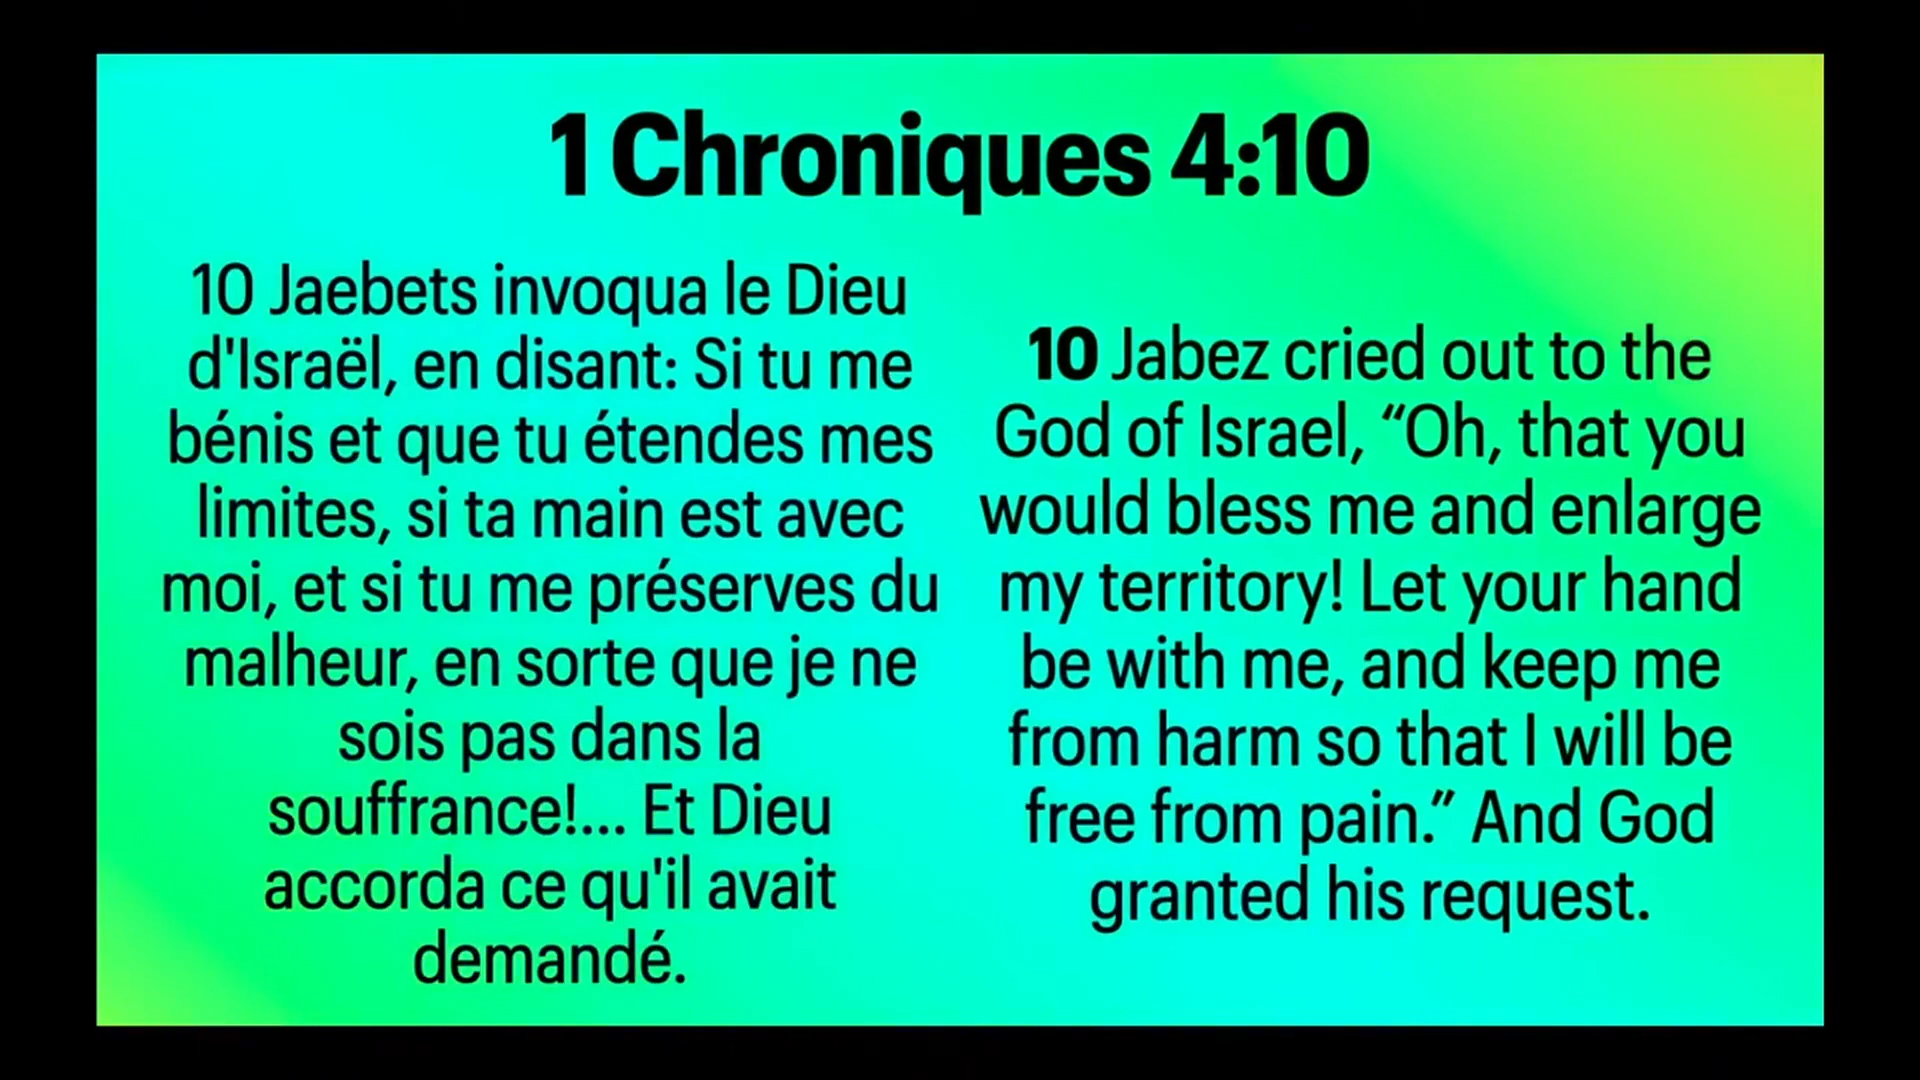 1 Chroniques 4:10
10 Jaebets invoqua le Dieu
d'Israël, en disant: Si tu me
bénis et que tu étendes mes
limites, si ta main est avec
moi, et si tu me préserves du
malheur, en sorte que je ne
sois pas dans la
souffrance!... Et Dieu
accorda ce qu'il avait
demandé.
10 Jabez cried out to the
God of Israel, “Oh, that you
would bless me and enlarge
my territory! Let your hand
be with me, and keep me
from harm so that I will be
free from pain.” And God
granted his request.